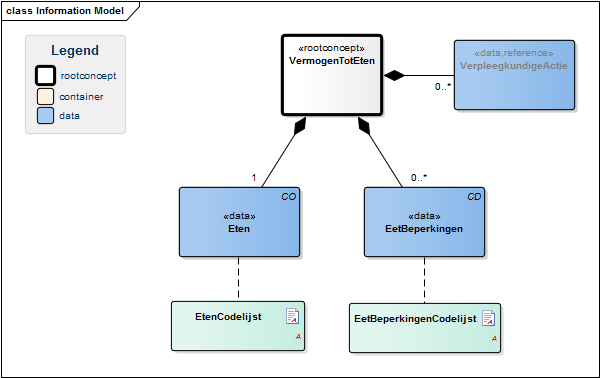 class Information Model
Legend
rootconcept
container
data
«rootconcept»
VermogenTotEten
«data,reference»
VerpleegkundigeActie
0..*
1
0..*
CO
«data»
Eten
CD
«data»
EetBeperkingen
EtenCodelijst
A
EetBeperkingenCodelijst
A